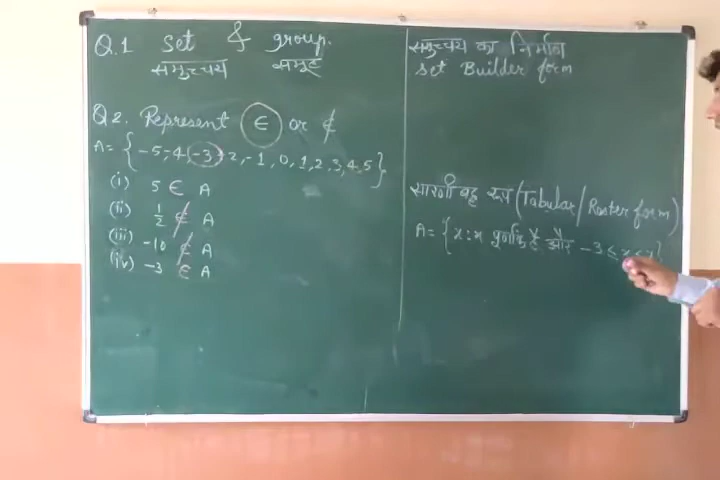 Q.1 Set & group.
समुच्चय समूह
Q2. Represent ∈ or ∉
A= { -5,-4,-3,-2,-1,0,1,2,3,4,5}
(i) 5 ∈ A
(ii) 1/2 ∉ A
(iii) -10 ∉ A
(iv) -3 ∈ A
समुच्चय का निर्माण
Set Builder form
सारणीबद्ध रूप (Tabular/Roster form)
A= { x : x पूर्णांक है और -3 ≤